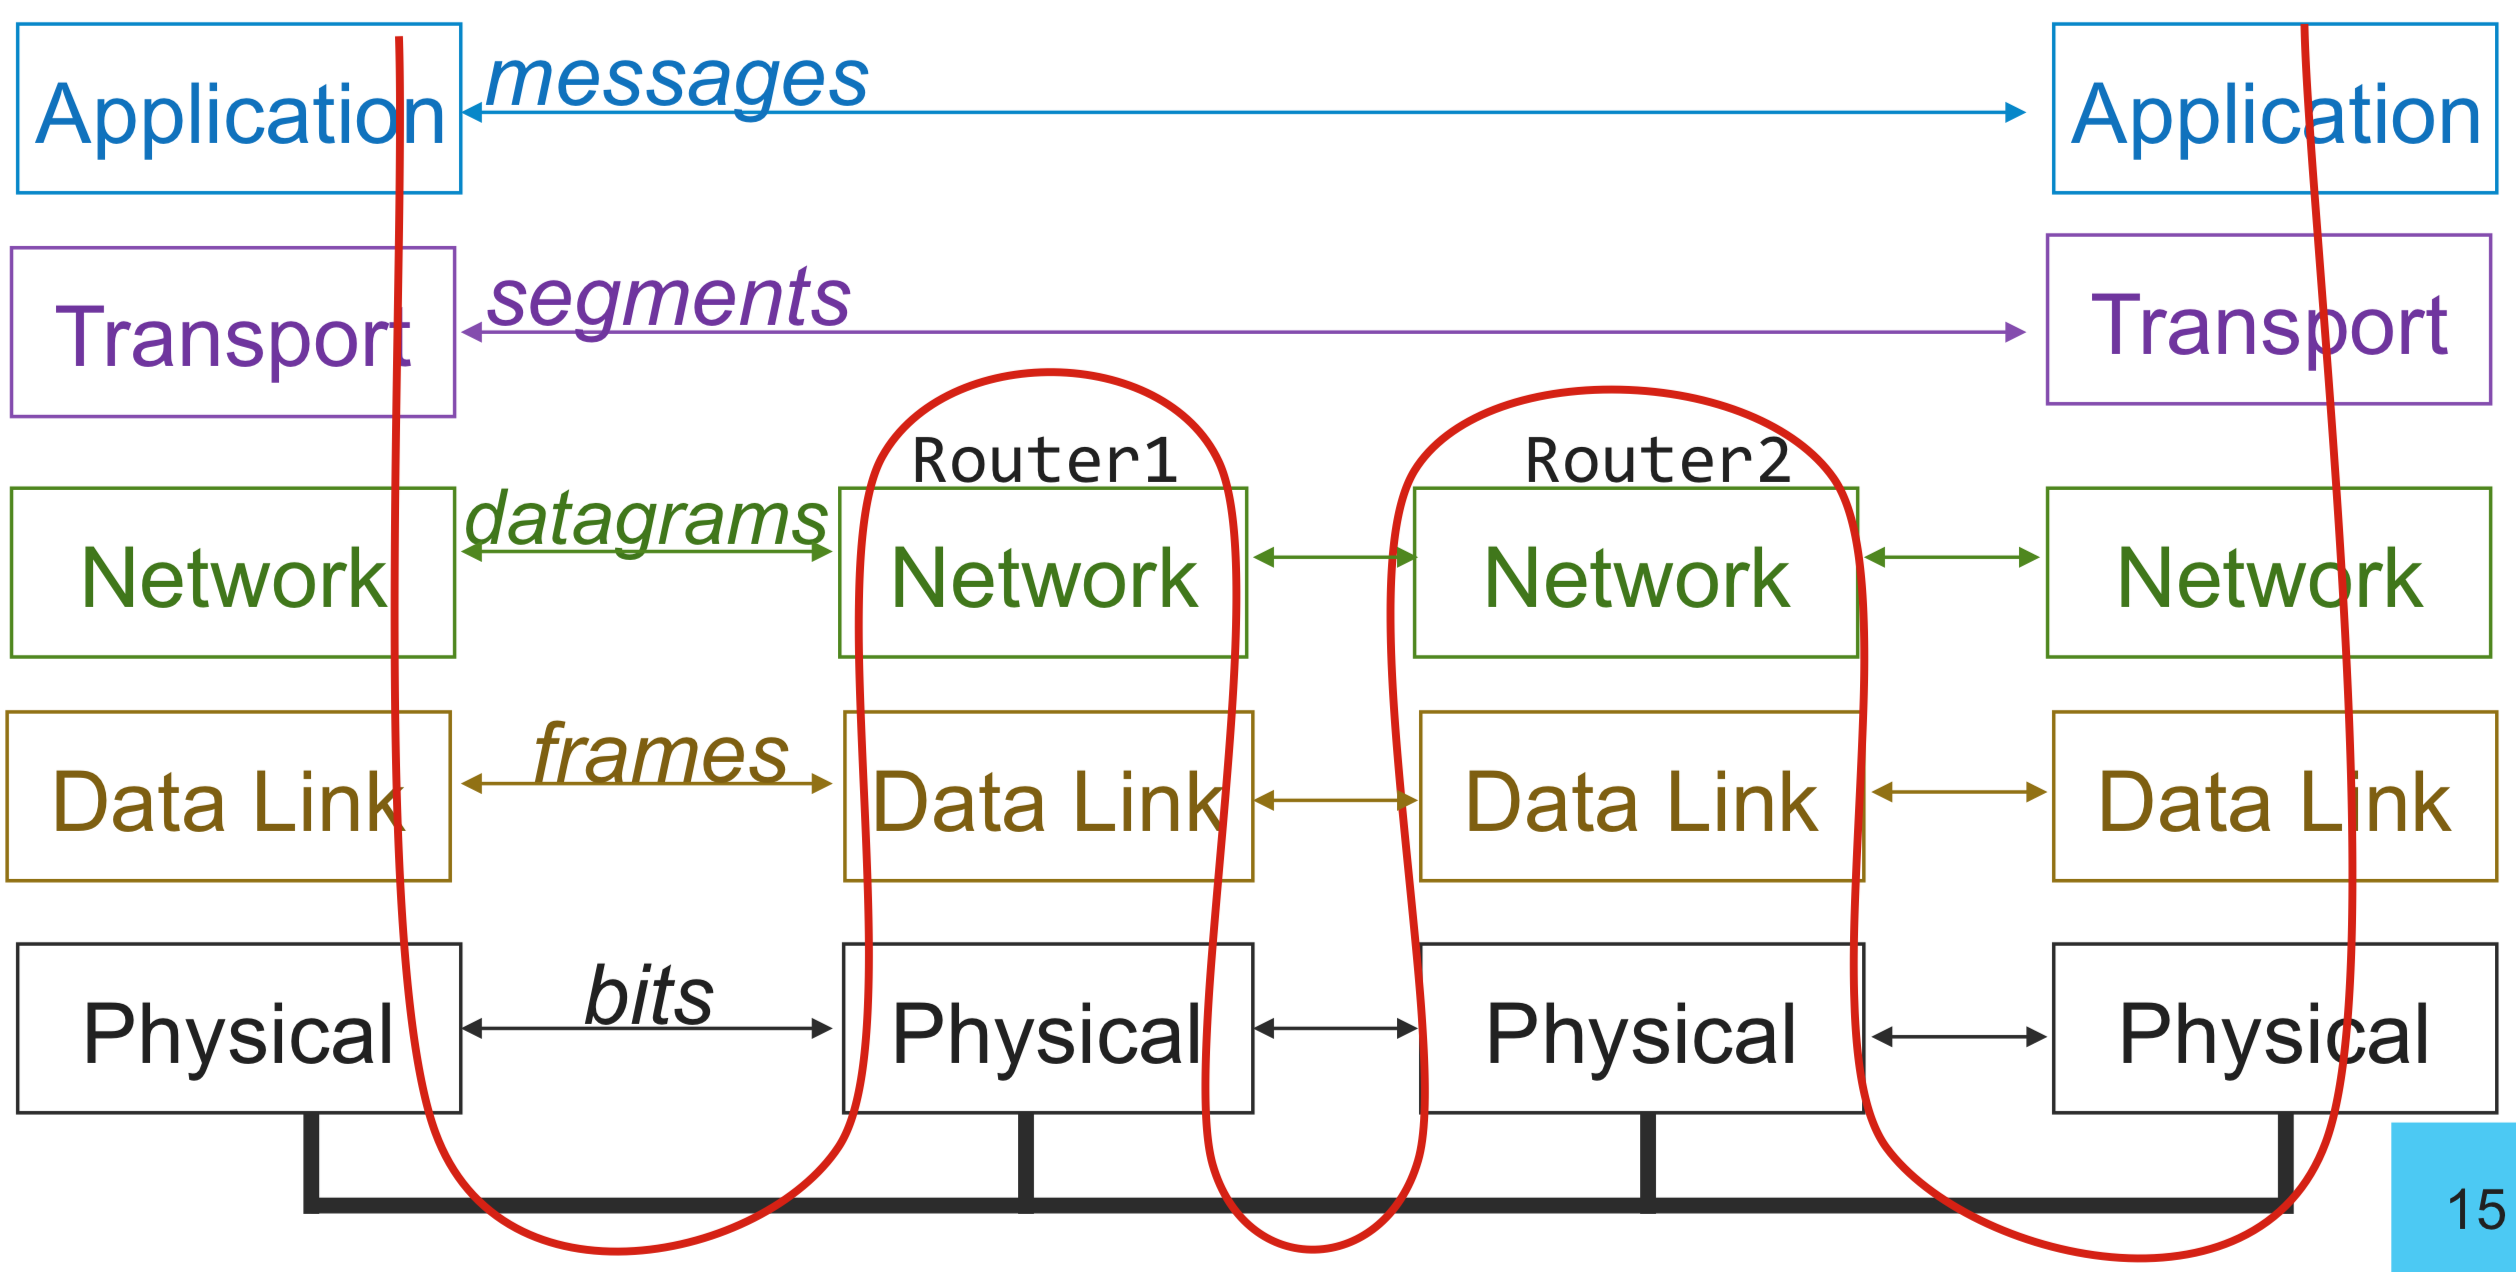 Application
messages
Application
Transport
segments
Transport
Router1
Router2
Network
datagrams
Network
Network
Network
Data Link
frames
Data Link
Data Link
Data Link
Physical
bits
Physical
Physical
Physical
15